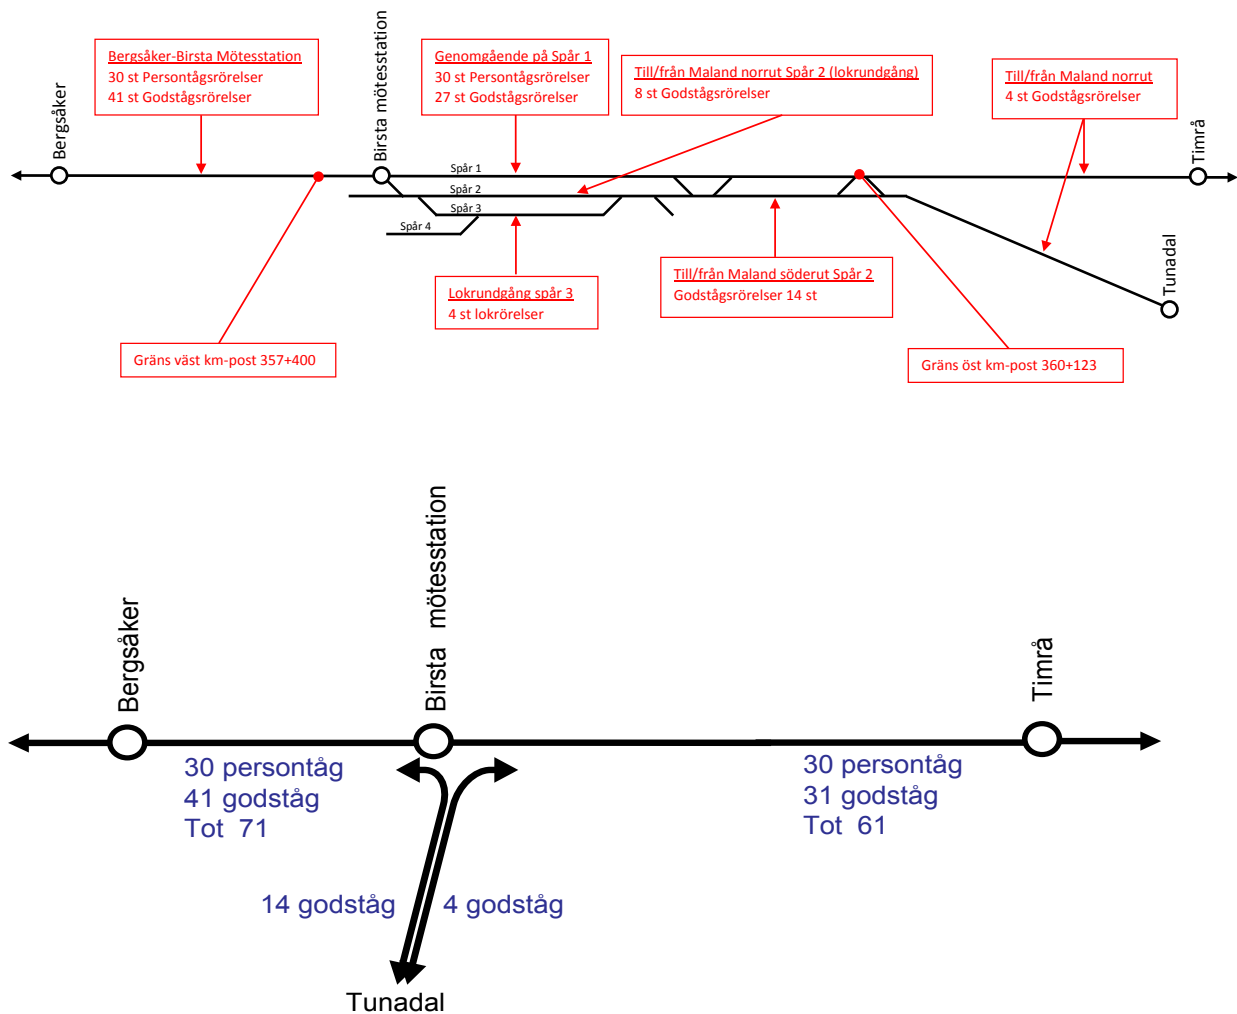 Bergsåker-Birsta Mötesstation
30 st Persontågsrörelser
41 st Godstågsrörelser
Genomgående på Spår 1
30 st Persontågsrörelser
27 st Godstågsrörelser
Till/från Maland norrut Spår 2 (lokrundgång)
8 st Godstågsrörelser
Till/från Maland norrut
4 st Godstågsrörelser
Bergsåker
Birsta mötesstation
Timrå
Spår 1
Spår 2
Spår 3
Spår 4
Tunadal
Lokrundgång spår 3
4 st lokrörelser
Till/från Maland söderut Spår 2
Godstågsrörelser 14 st
Gräns väst km-post 357+400
Gräns öst km-post 360+123
Bergsåker
Birsta mötesstation
Timrå
30 persontåg
41 godståg
Tot 71
30 persontåg
31 godståg
Tot 61
14 godståg
4 godståg
Tunadal